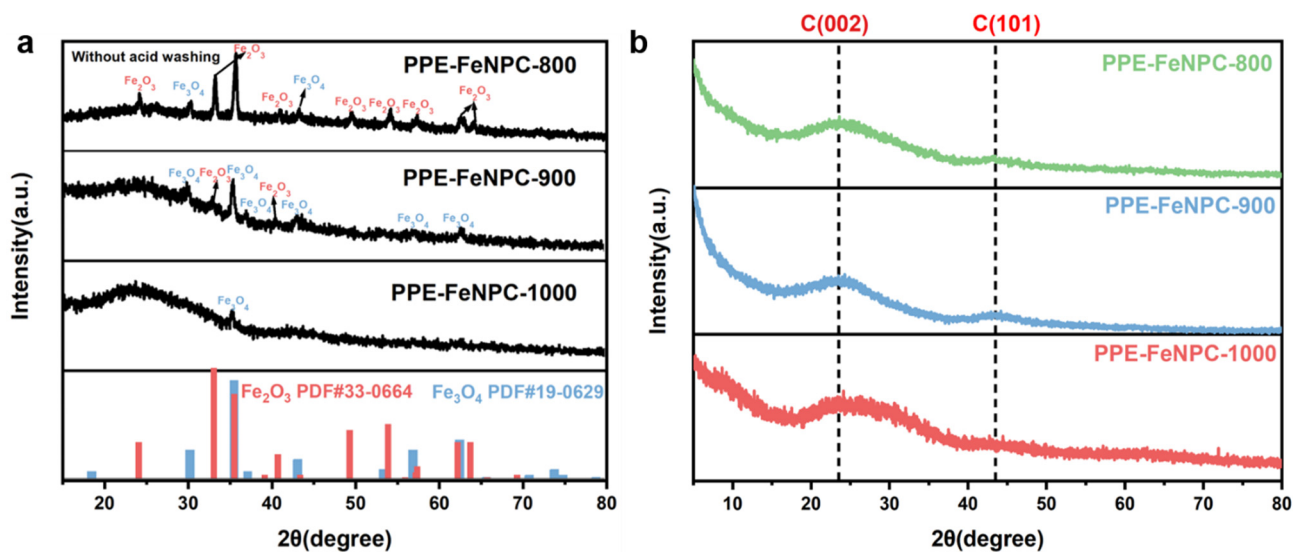 a
Without acid washing
PPE-FeNPC-800
Fe₂O₃
Fe₃O₄
Fe₂O₃
Fe₂O₃
Fe₃O₄
Fe₂O₃
Fe₂O₃
Fe₂O₃
Fe₂O₃
PPE-FeNPC-900
Fe₃O₄
Fe₂O₃
Fe₃O₄
Fe₃O₄
Fe₂O₃
Fe₃O₄
Fe₃O₄
Fe₃O₄
PPE-FeNPC-1000
Fe₃O₄
Fe₂O₃ PDF#33-0664
Fe₃O₄ PDF#19-0629
Intensity(a.u.)
20 30 40 50 60 70 80
2θ(degree)
b
C(002) C(101)
PPE-FeNPC-800
PPE-FeNPC-900
PPE-FeNPC-1000
Intensity(a.u.)
10 20 30 40 50 60 70 80
2θ(degree)